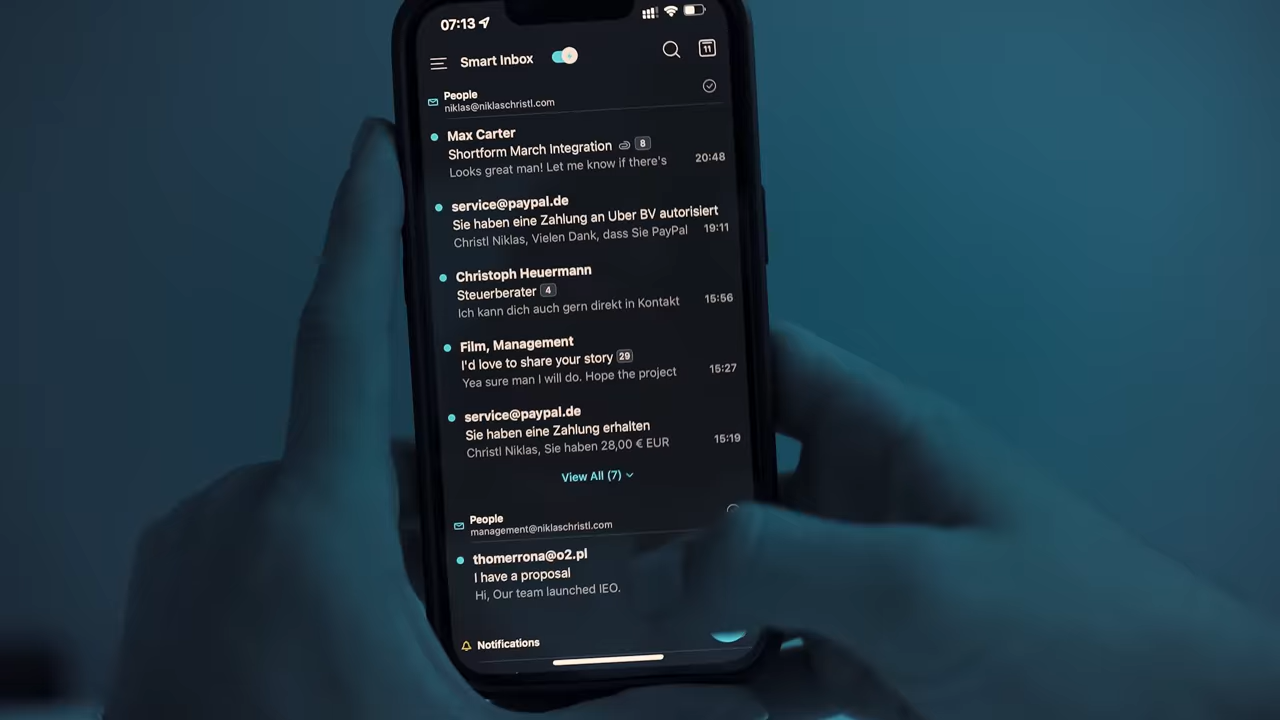 07:13
Smart Inbox
11
People
niklas@niklaschristl.com
Max Carter
Shortform March Integration 8
Looks great man! Let me know if there's 20:48
service@paypal.de
Sie haben eine Zahlung an Uber BV autorisiert
Christl Niklas, Vielen Dank, dass Sie PayPal 19:11
Christoph Heuermann
Steuerberater 4
Ich kann dich auch gern direkt in Kontakt 15:56
Film, Management
I'd love to share your story 29
Yea sure man I will do. Hope the project 15:27
service@paypal.de
Sie haben eine Zahlung erhalten
Christl Niklas, Sie haben 28,00 € EUR 15:19
View All (7)
People
management@niklaschristl.com
thomerrona@o2.pl
I have a proposal
Hi, Our team launched IEO.
Notifications